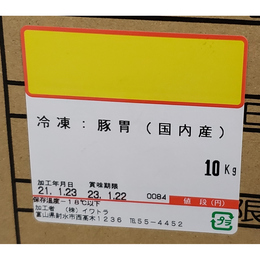 冷凍：豚胃（国内産）
10Kg
加工年月日 賞味期限
21.1.23 23.1.22 0084 値段(円)
保存温度－18℃以下
加工者 (株)イワトラ
富山県射水市西高木1236 TEL55-4452
トラ
限